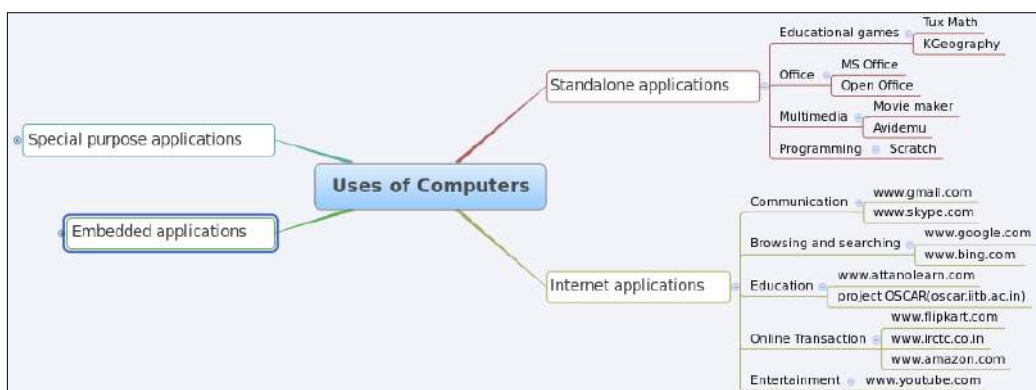 Uses of Computers
Special purpose applications
Embedded applications
Standalone applications
Educational games
Tux Math
KGeography
Office
MS Office
Open Office
Multimedia
Movie maker
Avidemu
Programming
Scratch
Internet applications
Communication
www.gmail.com
www.skype.com
Browsing and searching
www.google.com
www.bing.com
Education
www.attanolearn.com
project OSCAR(oscar.iitb.ac.in)
Online Transaction
www.flipkart.com
www.irctc.co.in
www.amazon.com
Entertainment
www.youtube.com